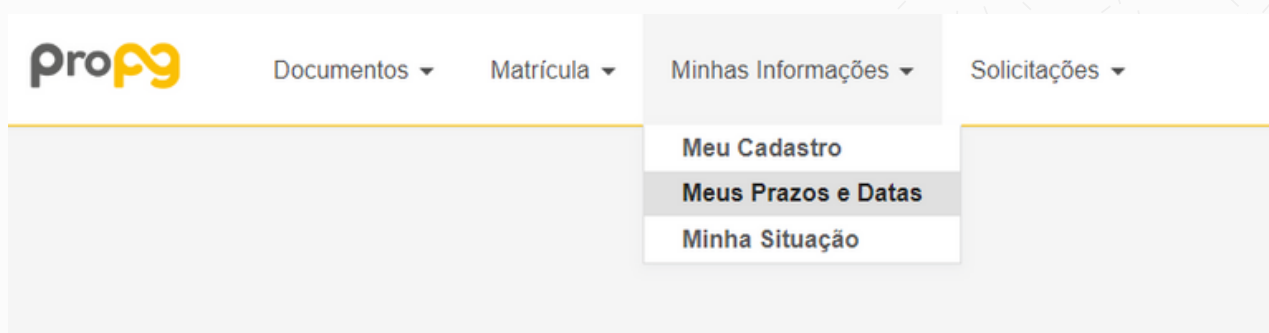 propg Documentos Matrícula Minhas Informações Solicitações
Meu Cadastro
Meus Prazos e Datas
Minha Situação